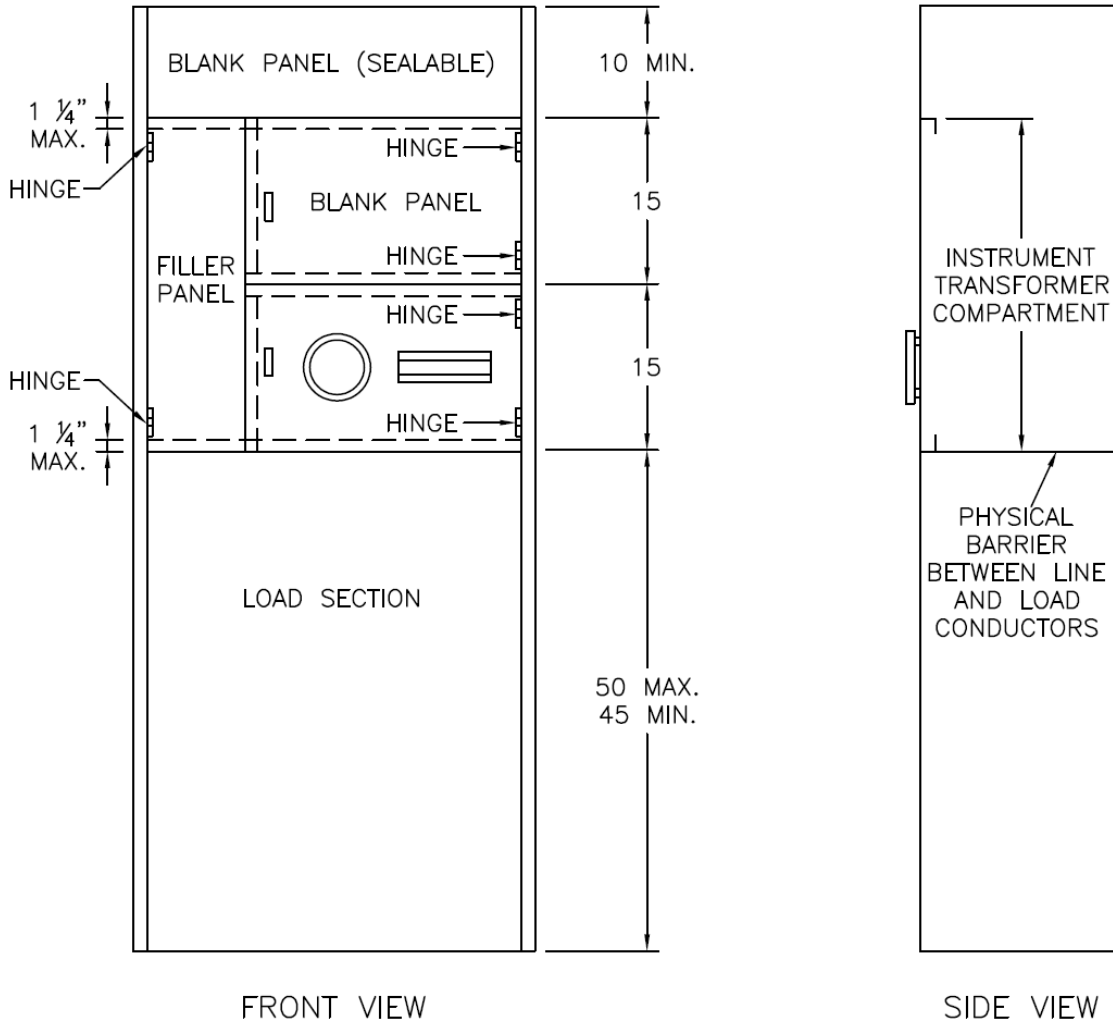 BLANK PANEL (SEALABLE)
10 MIN.
1 ¼"
MAX.
HINGE
HINGE
BLANK PANEL
15
HINGE
FILLER
PANEL
HINGE
15
HINGE
HINGE
1 ¼"
MAX.
LOAD SECTION
50 MAX.
45 MIN.
FRONT VIEW
INSTRUMENT
TRANSFORMER
COMPARTMENT
PHYSICAL
BARRIER
BETWEEN LINE
AND LOAD
CONDUCTORS
SIDE VIEW